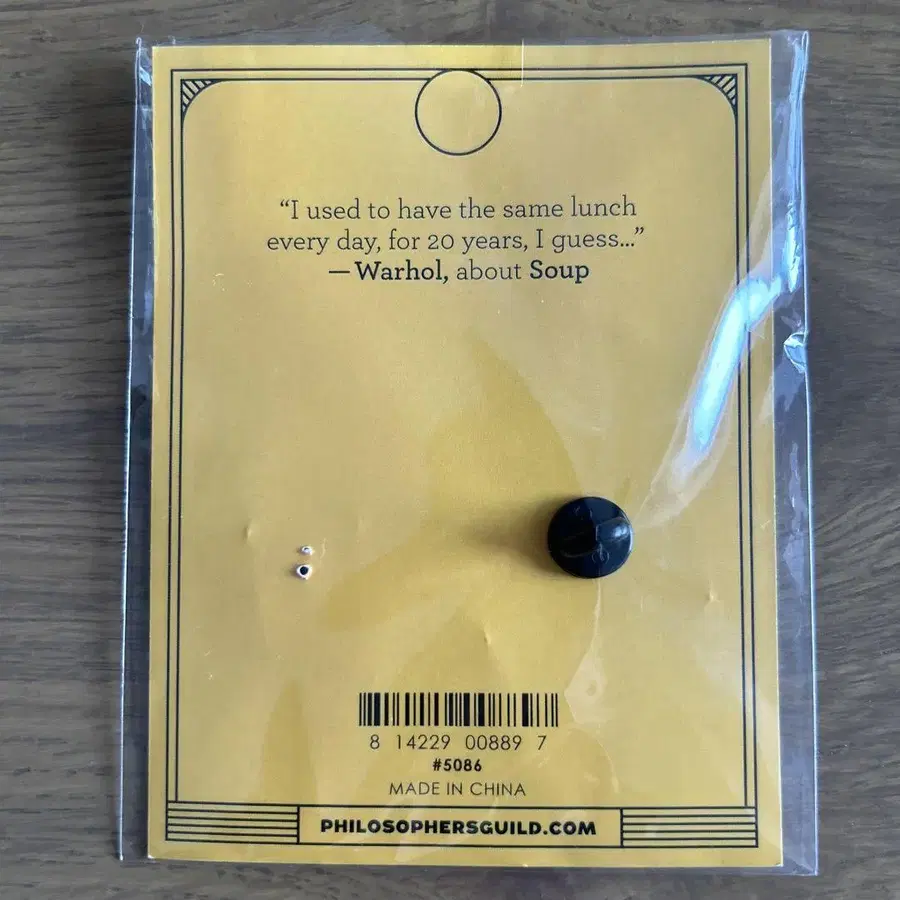 “I used to have the same lunch
every day, for 20 years, I guess...”
— Warhol, about Soup
8 14229 00889 7
#5086
MADE IN CHINA
PHILOSOPHERSGUILD.COM